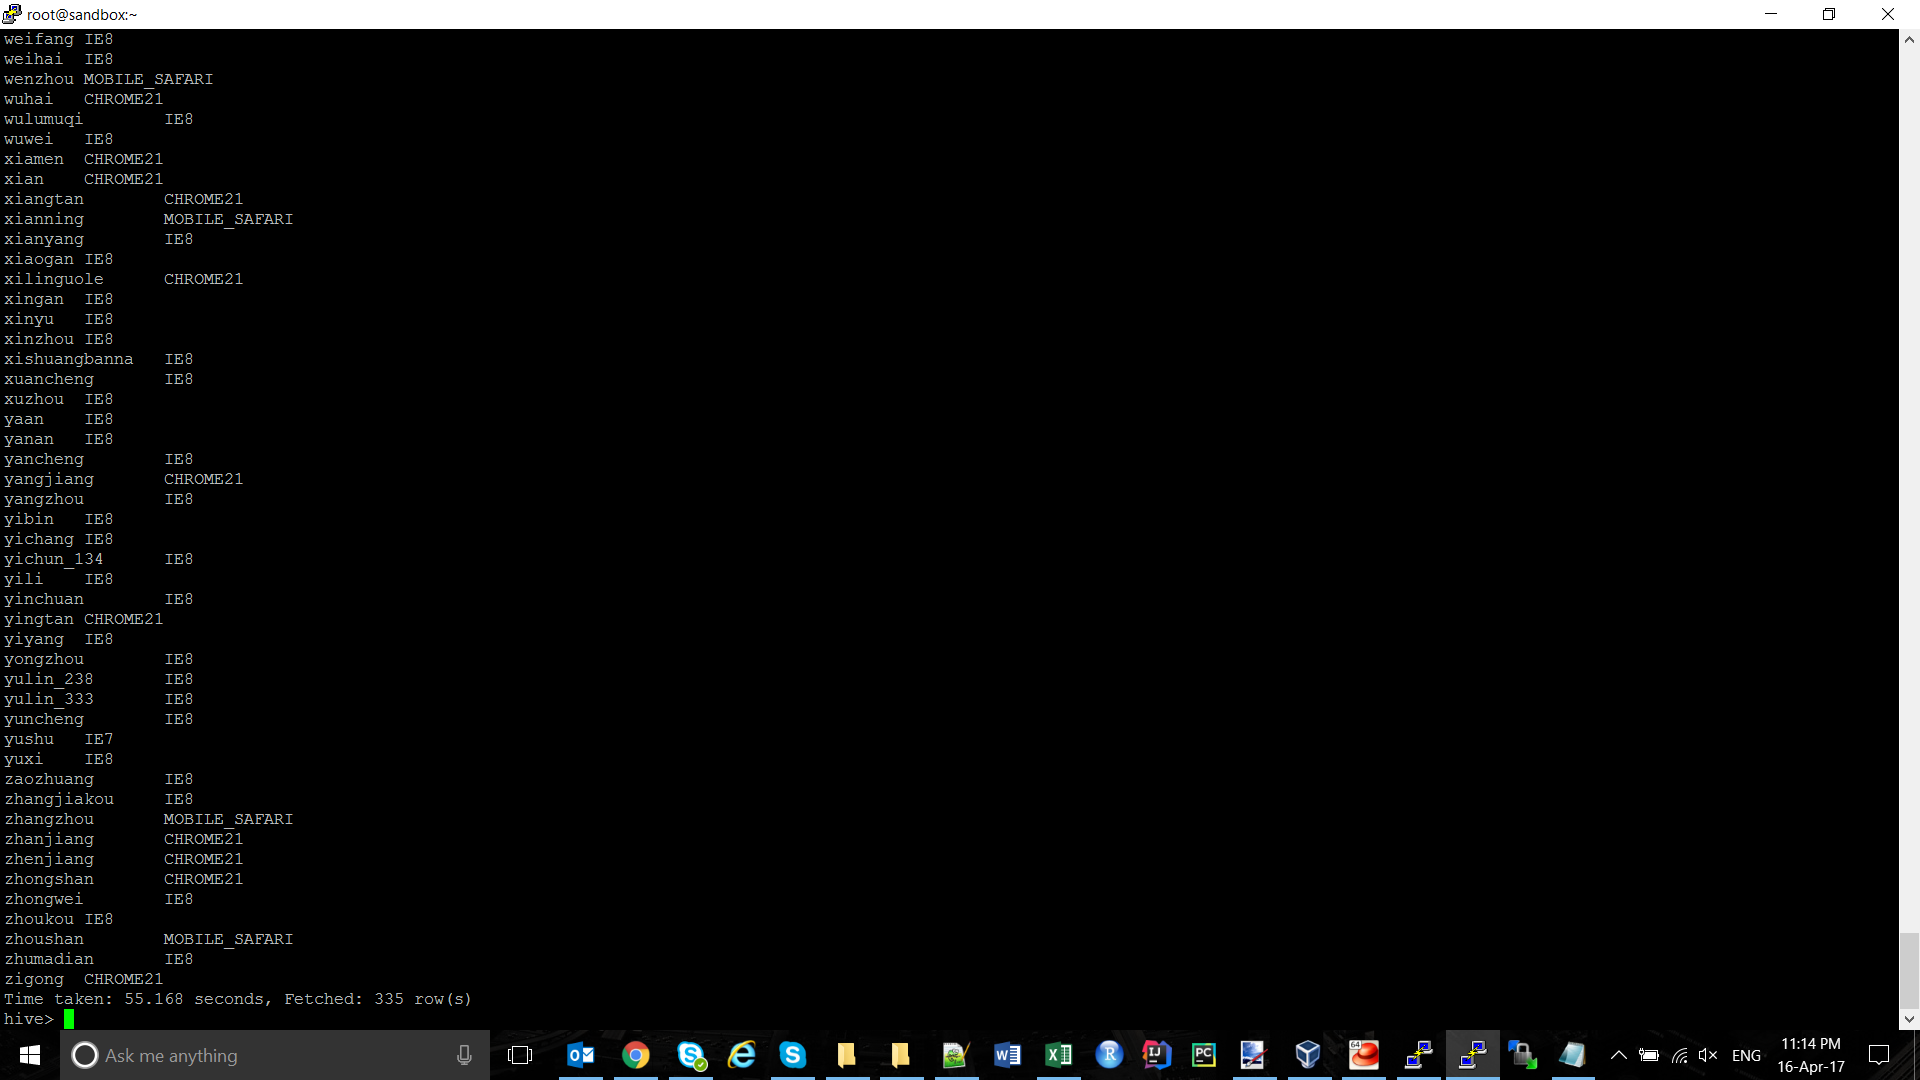 root@sandbox:~
weifang IE8
weihai  IE8
wenzhou MOBILE_SAFARI
wuhai   CHROME21
wulumuqi        IE8
wuwei   IE8
xiamen  CHROME21
xian    CHROME21
xiangtan        CHROME21
xianning        MOBILE_SAFARI
xianyang        IE8
xiaogan IE8
xilinguole      CHROME21
xingan  IE8
xinyu   IE8
xinzhou IE8
xishuangbanna   IE8
xuancheng       IE8
xuzhou  IE8
yaan    IE8
yanan   IE8
yancheng        IE8
yangjiang       CHROME21
yangzhou        IE8
yibin   IE8
yichang IE8
yichun_134      IE8
yili    IE8
yinchuan        IE8
yingtan CHROME21
yiyang  IE8
yongzhou        IE8
yulin_238       IE8
yulin_333       IE8
yuncheng        IE8
yushu   IE7
yuxi    IE8
zaozhuang       IE8
zhangjiakou     IE8
zhangzhou       MOBILE_SAFARI
zhanjiang       CHROME21
zhenjiang       CHROME21
zhongshan       CHROME21
zhongwei        IE8
zhoukou IE8
zhoushan        MOBILE_SAFARI
zhumadian       IE8
zigong  CHROME21
Time taken: 55.168 seconds, Fetched: 335 row(s)
hive>
Ask me anything
ENG
11:14 PM
16-Apr-17